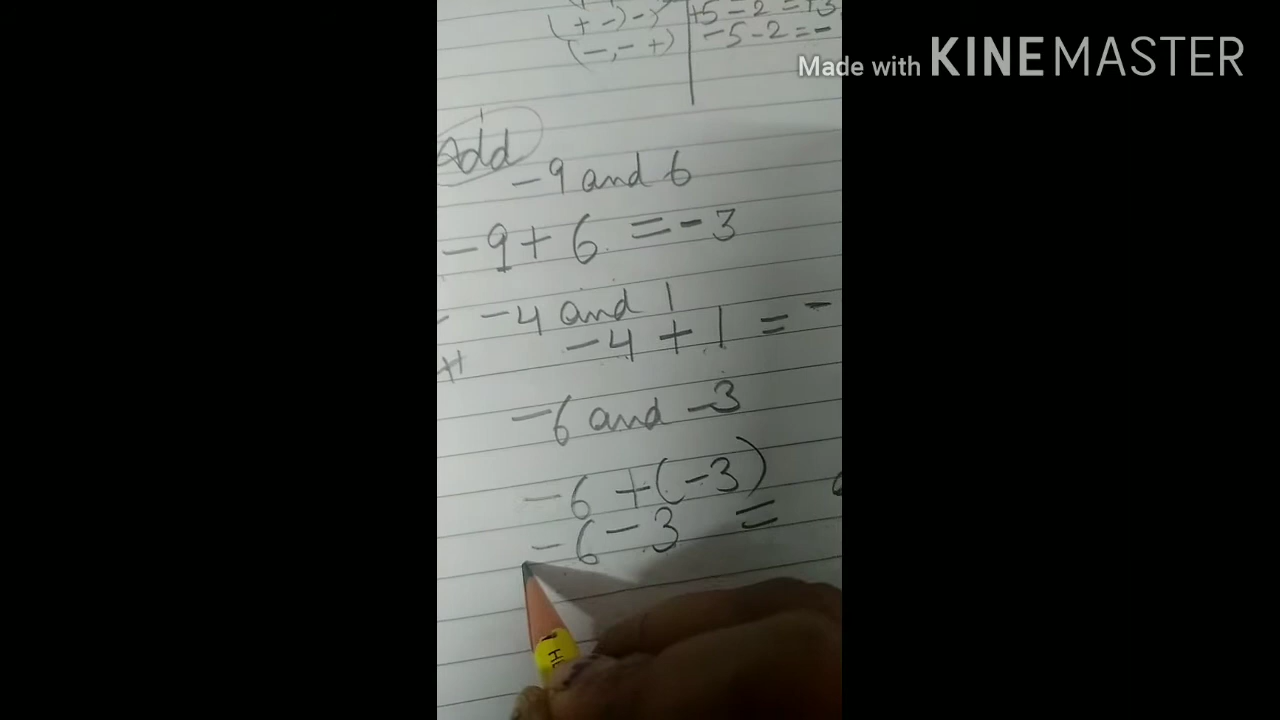 (+ -) -
+5 - 2 = +3
(-, - +)
-5 - 2 = -
Made with KINEMASTER
Add
-9 and 6
-9 + 6 = -3
-4 and 1
-4 + 1 = -
-6 and -3
-6 + (-3)
-6 - 3 =